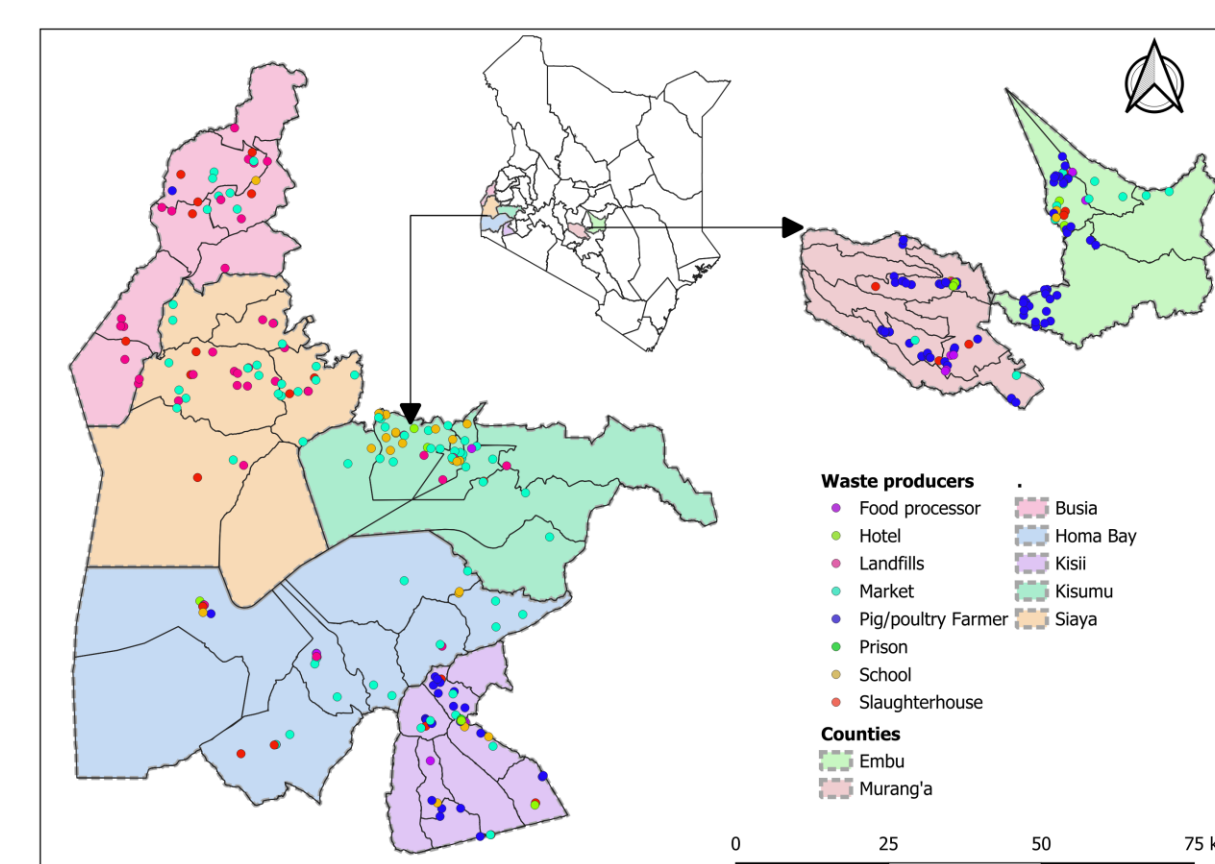 Waste producers
.
Food processor
Hotel
Landfills
Market
Pig/poultry Farmer
Prison
School
Slaughterhouse
Counties
Embu
Murang'a
Busia
Homa Bay
Kisii
Kisumu
Siaya
0 25 50 75 k